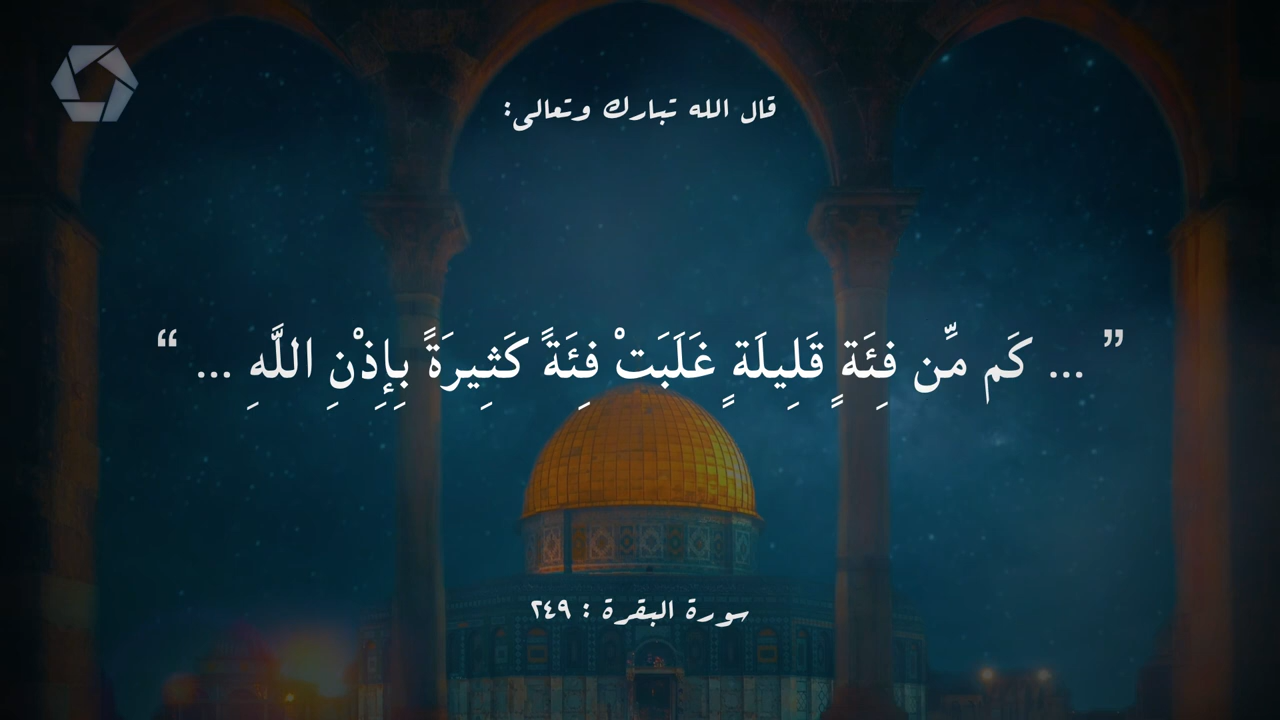 قال الله تبارك وتعالى:
” ... كَم مِّن فِئَةٍ قَلِيلَةٍ غَلَبَتْ فِئَةً كَثِيرَةً بِإِذْنِ اللَّهِ ... “
سورة البقرة : ٢٤٩